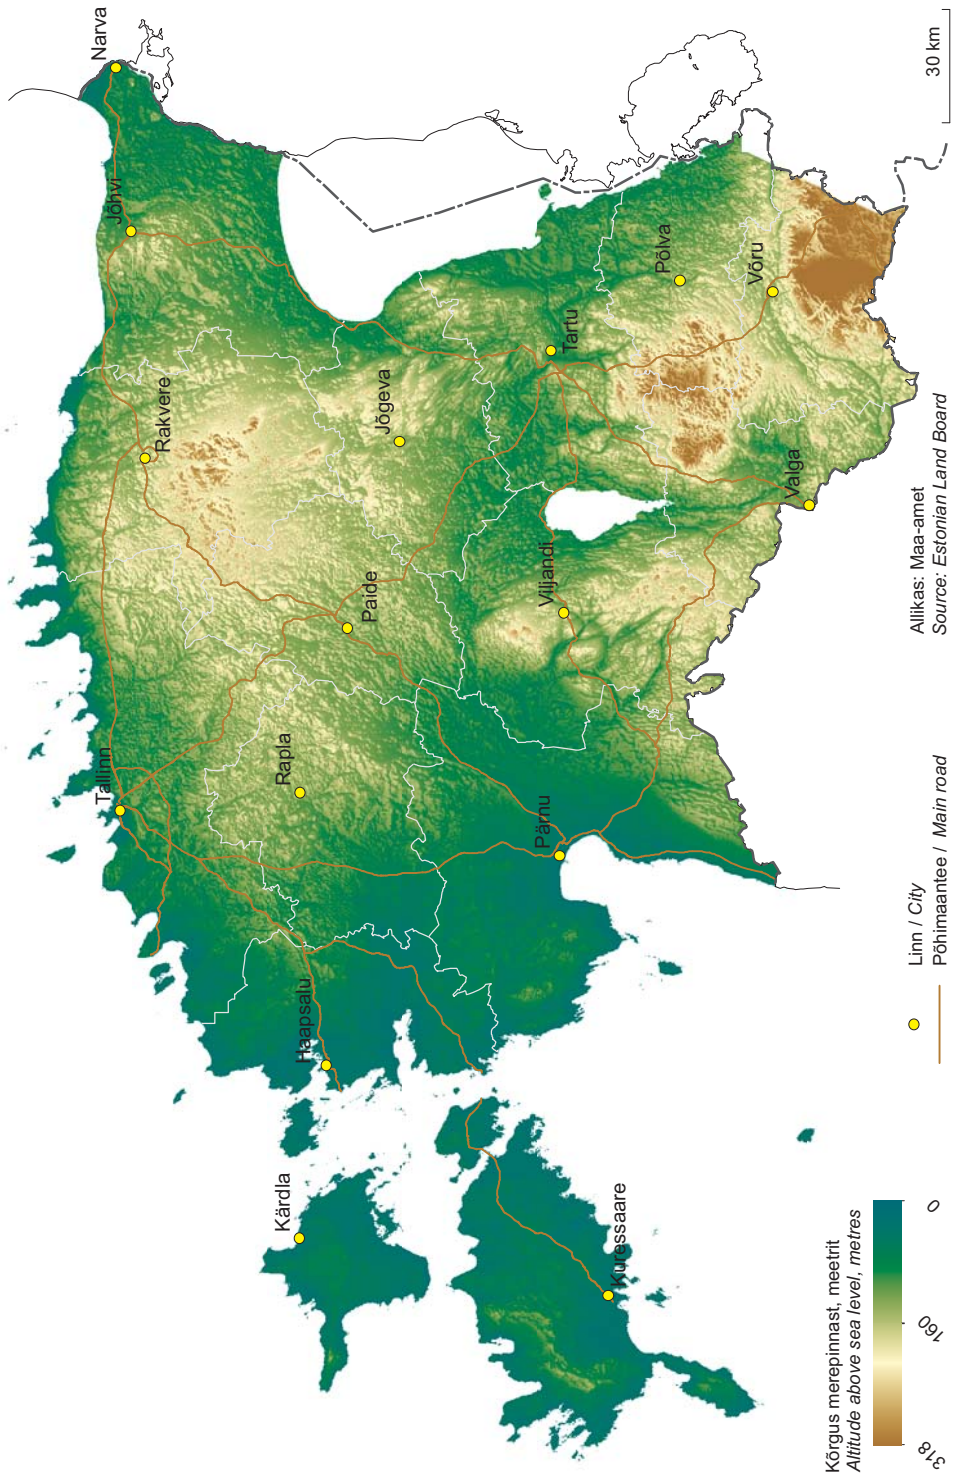 Narva
Jõhvi
Rakvere
Tallinn
Jõgeva
Paide
Rapla
Haapsalu
Kärdla
Tartu
Põlva
Võru
Viljandi
Valga
Pärnu
Kuressaare
Kõrgus merepinnast, meetrit
Altitude above sea level, metres
318
160
0
Linn / City
Põhimaantee / Main road
Allikas: Maa-amet
Source: Estonian Land Board
30 km